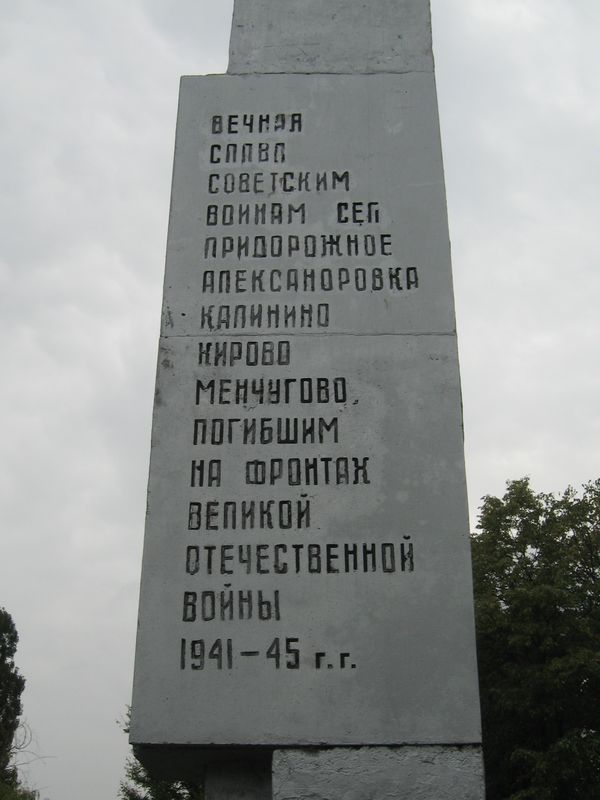 ВЕЧНАЯ
СЛАВА
СОВЕТСКИМ
ВОИНАМ СЕЛ
ПРИДОРОЖНОЕ
АЛЕКСАНДРОВКА
КАЛИНИНО
КИРОВО
МЕНЧУГОВО,
ПОГИБШИМ
НА ФРОНТАХ
ВЕЛИКОЙ
ОТЕЧЕСТВЕННОЙ
ВОЙНЫ
1941-45 г.г.